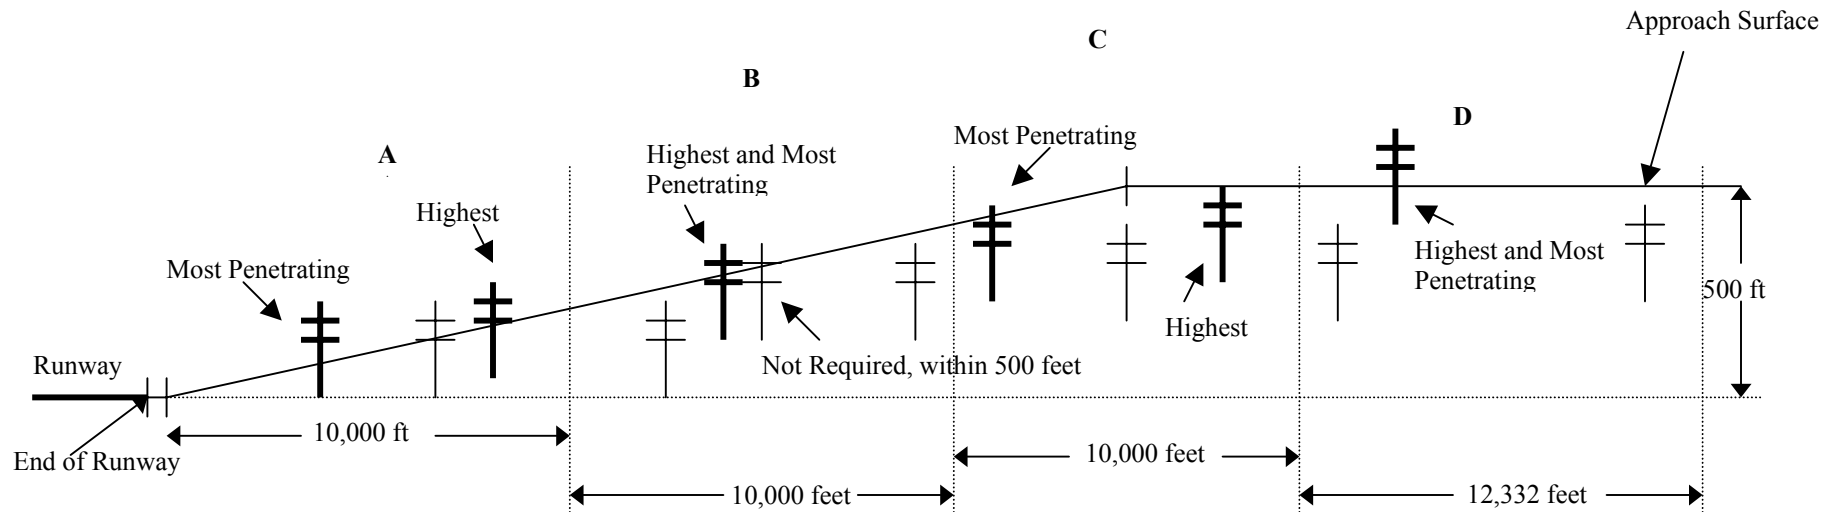 Approach Surface
C
B
D
Most Penetrating
A
Highest and Most
Penetrating
Highest
Most Penetrating
Highest and Most
Penetrating
500 ft
Highest
Runway
Not Required, within 500 feet
10,000 ft
End of Runway
10,000 feet
10,000 feet
12,332 feet